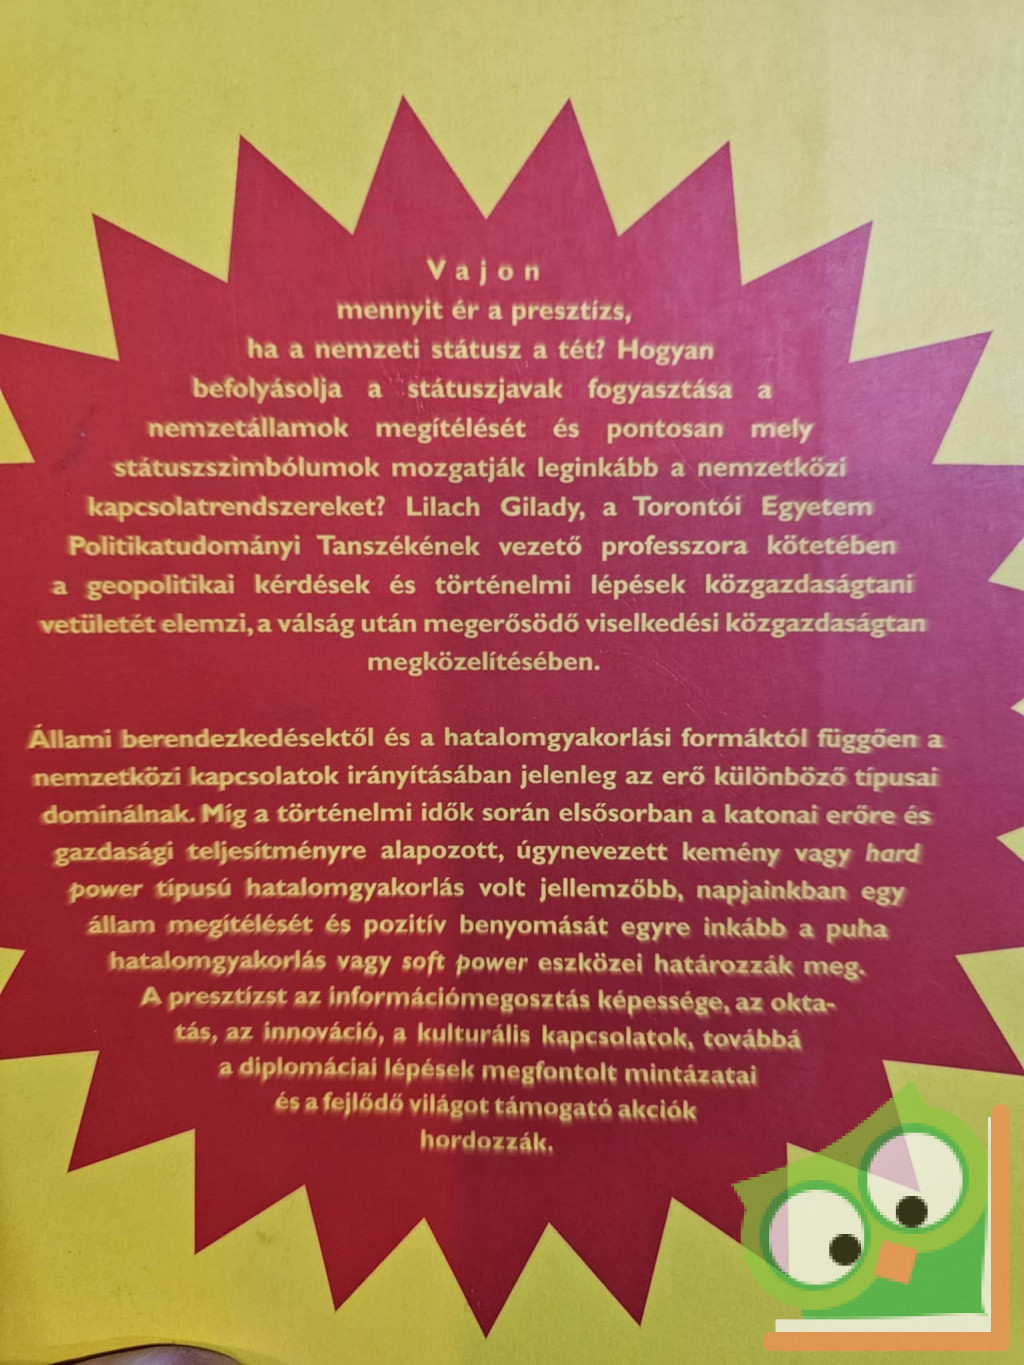 Vajon
mennyit ér a presztízs,
ha a nemzeti státusz a tét? Hogyan
befolyásolja a státuszjavak fogyasztása a
nemzetállamok megítélését és pontosan mely
státuszszimbólumok mozgatják leginkább a nemzetközi
kapcsolatrendszereket? Lilach Gilady, a Torontói Egyetem
Politikatudományi Tanszékének vezető professzora kötetében
a geopolitikai kérdések és történelmi lépések közgazdaságtani
vetületét elemzi, a válság után megerősödő viselkedési közgazdaságtan
megközelítésében.
Állami berendezkedésektől és a hatalomgyakorlási formáktól függően a
nemzetközi kapcsolatok irányításában jelenleg az erő különböző típusai
dominálnak. Míg a történelmi idők során elsősorban a katonai erőre és
gazdasági teljesítményre alapozott, úgynevezett kemény vagy hard
power típusú hatalomgyakorlás volt jellemzőbb, napjainkban egy
állam megítélését és pozitív benyomását egyre inkább a puha
hatalomgyakorlás vagy soft power eszközei határozzák meg.
A presztízst az információmegosztás képessége, az okta-
tás, az innováció, a kulturális kapcsolatok, továbbá
a diplomáciai lépések megfontolt mintázatai
és a fejlődő világot támogató akciók
hordozzák.